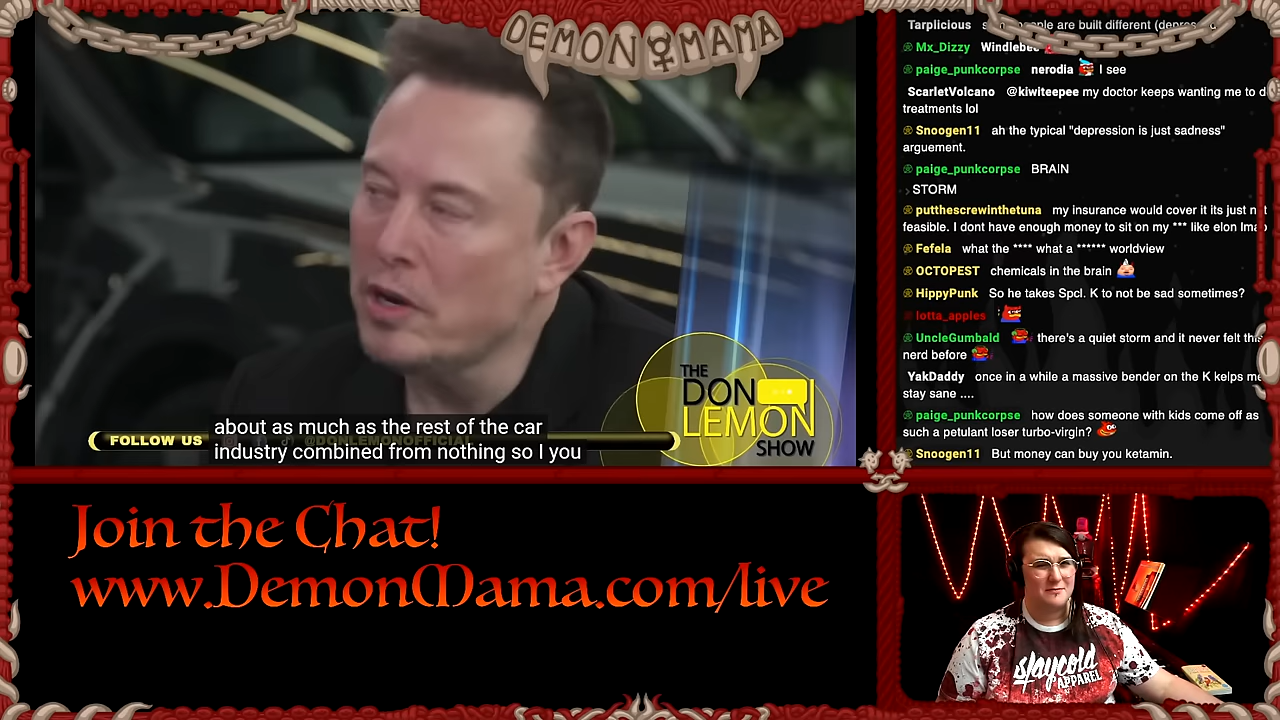 DEMON MAMA
THE
DON
LEMON
SHOW
FOLLOW US
about as much as the rest of the car
industry combined from nothing so I you
Join the Chat!
www.DemonMama.com/live
Tarplicious
Mx_Dizzy Windlebee
paige_punkcorpse nerodia I see
ScarletVolcano @kiwiteepee my doctor keeps wanting me to d
treatments lol
Snoogen11 ah the typical "depression is just sadness"
arguement.
paige_punkcorpse BRAIN
STORM
putthescrewinthetuna my insurance would cover it its just n t
feasible. I dont have enough money to sit on my *** like elon lmao
Fefela what the **** what a ****** worldview
OCTOPEST chemicals in the brain
HippyPunk So he takes Spcl. K to not be sad sometimes?
lotta_apples
UncleGumbald there's a quiet storm and it never felt this
nerd before
YakDaddy once in a while a massive bender on the K kelps me
stay sane ....
paige_punkcorpse how does someone with kids come off as
such a petulant loser turbo-virgin?
Snoogen11 But money can buy you ketamin.
staycold
APPAREL